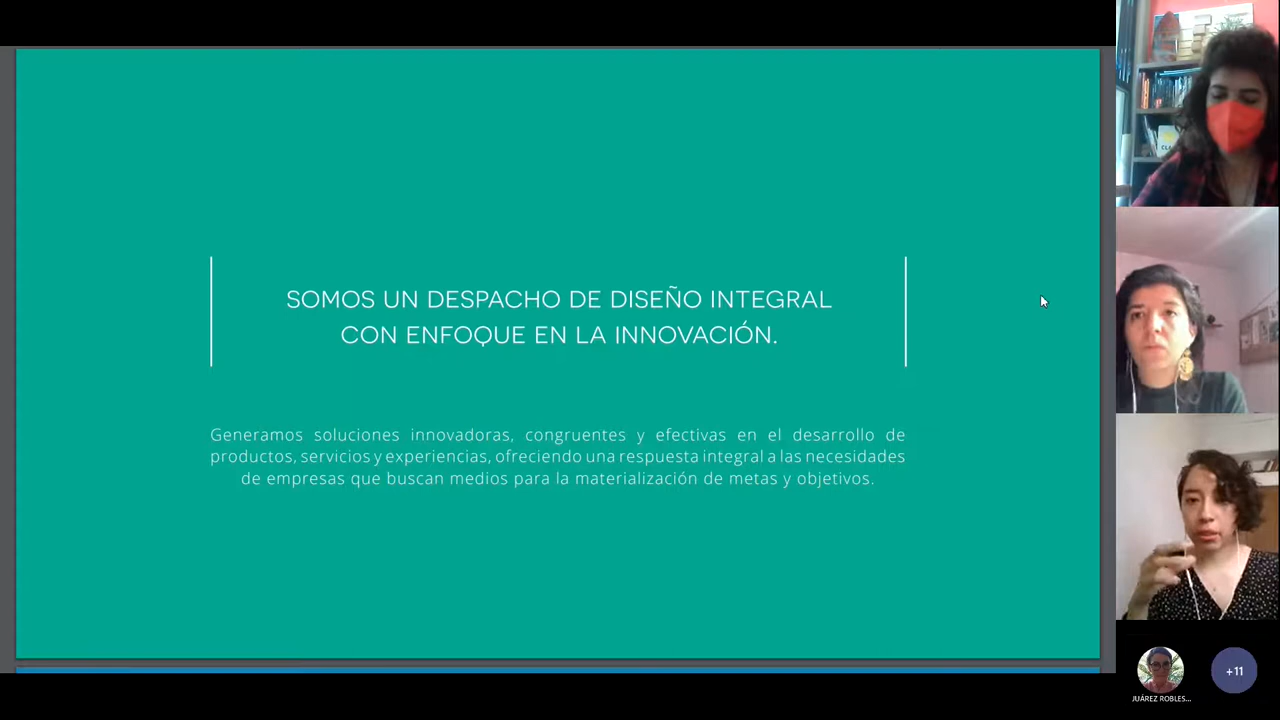 SOMOS UN DESPACHO DE DISEÑO INTEGRAL
CON ENFOQUE EN LA INNOVACIÓN.
Generamos soluciones innovadoras, congruentes y efectivas en el desarrollo de
productos, servicios y experiencias, ofreciendo una respuesta integral a las necesidades
de empresas que buscan medios para la materialización de metas y objetivos.
JUÁREZ ROBLES...
+11